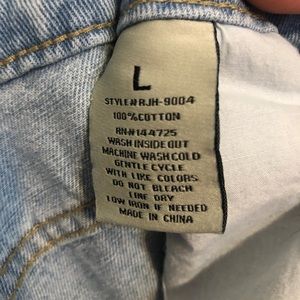 L
STYLE# RJH-9004
100% COTTON
RN#144725
WASH INSIDE OUT
MACHINE WASH COLD
GENTLE CYCLE
WITH LIKE COLORS
DO NOT BLEACH
LINE DRY
LOW IRON IF NEEDED
MADE IN CHINA